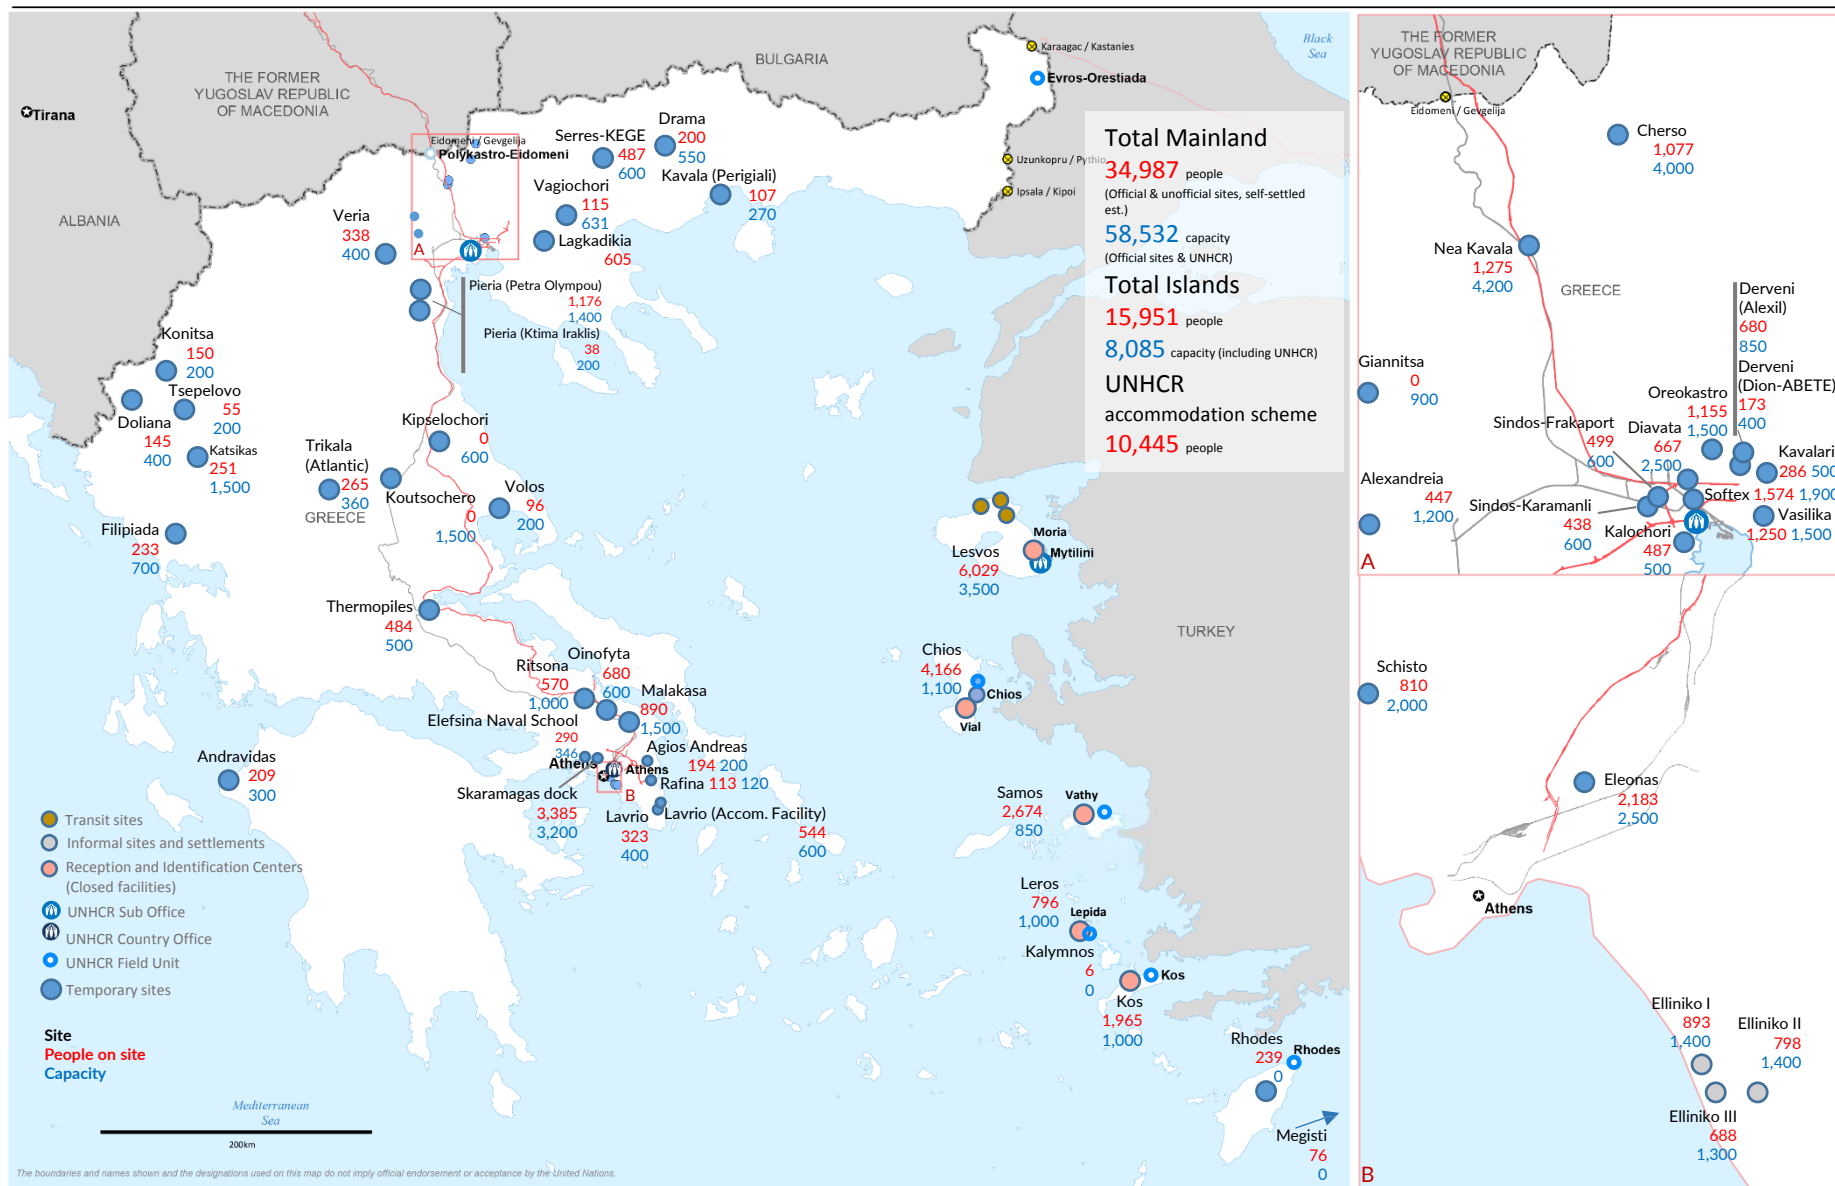 THE FORMER
YUGOSLAV REPUBLIC
OF MACEDONIA
BULGARIA
Black
Sea
Karaagac / Kastanies
Evros-Orestiada
Tirana
ALBANIA
Eidomeni / Gevgelija
Polykastro-Eidomeni
Serres-KEGE
487
600
Drama
200
550
Uzunkopru / Pythio
Ipsala / Kipoi
Vagiochori
115
631
Kavala (Perigiali)
107
270
Veria
338
400
A
Lagkadikia
605
Pieria (Petra Olympou)
1,176
1,400
Pieria (Ktima Iraklis)
38
200
Konitsa
150
200
Tsepelovo
55
200
Doliana
145
400
Katsikas
251
1,500
Kipselochori
0
600
Trikala
(Atlantic)
265
360
Koutsochero
0
1,500
Volos
96
200
GREECE
Filipiada
233
700
Thermopiles
484
500
Oinofyta
680
600
Ritsona
570
1,000
Malakasa
890
1,500
Elefsina Naval School
290
346
Agios Andreas
194 200
Athens
Athens
Rafina 113 120
B
Skaramagas dock
3,385
3,200
Lavrio
323
400
Lavrio (Accom. Facility)
544
600
Andravidas
209
300
Total Mainland
34,987 people
(Official & unofficial sites, self-settled
est.)
58,532 capacity
(Official sites & UNHCR)
Total Islands
15,951 people
8,085 capacity (including UNHCR)
UNHCR
accommodation scheme
10,445 people
Moria
Mytilini
Lesvos
6,029
3,500
TURKEY
Chios
4,166
1,100
Chios
Vial
Samos
2,674
850
Vathy
Leros
796
1,000
Lepida
Kalymnos
6
0
Kos
Kos
1,965
1,000
Rhodes
239
0
Rhodes
Megisti
76
0
Transit sites
Informal sites and settlements
Reception and Identification Centers
(Closed facilities)
UNHCR Sub Office
UNHCR Country Office
UNHCR Field Unit
Temporary sites
Site
People on site
Capacity
Mediterranean
Sea
200km
The boundaries and names shown and the designations used on this map do not imply official endorsement or acceptance by the United Nations.
THE FORMER
YUGOSLAV REPUBLIC
OF MACEDONIA
Eidomeni / Gevgelija
Cherso
1,077
4,000
Nea Kavala
1,275
4,200
GREECE
Derveni
(Alexil)
680
850
Derveni
(Dion-ABETE)
173
400
Giannitsa
0
900
Oreokastro
1,155
1,500
Sindos-Frakaport
499
600
Diavata
667
2,500
Kavalari
286 500
Alexandreia
447
1,200
Softex 1,574 1,900
Sindos-Karamanli
438
600
Vasilika
1,250 1,500
Kalochori
487
500
A
Schisto
810
2,000
Eleonas
2,183
2,500
Athens
Elliniko I
893
1,400
Elliniko II
798
1,400
Elliniko III
688
1,300
B